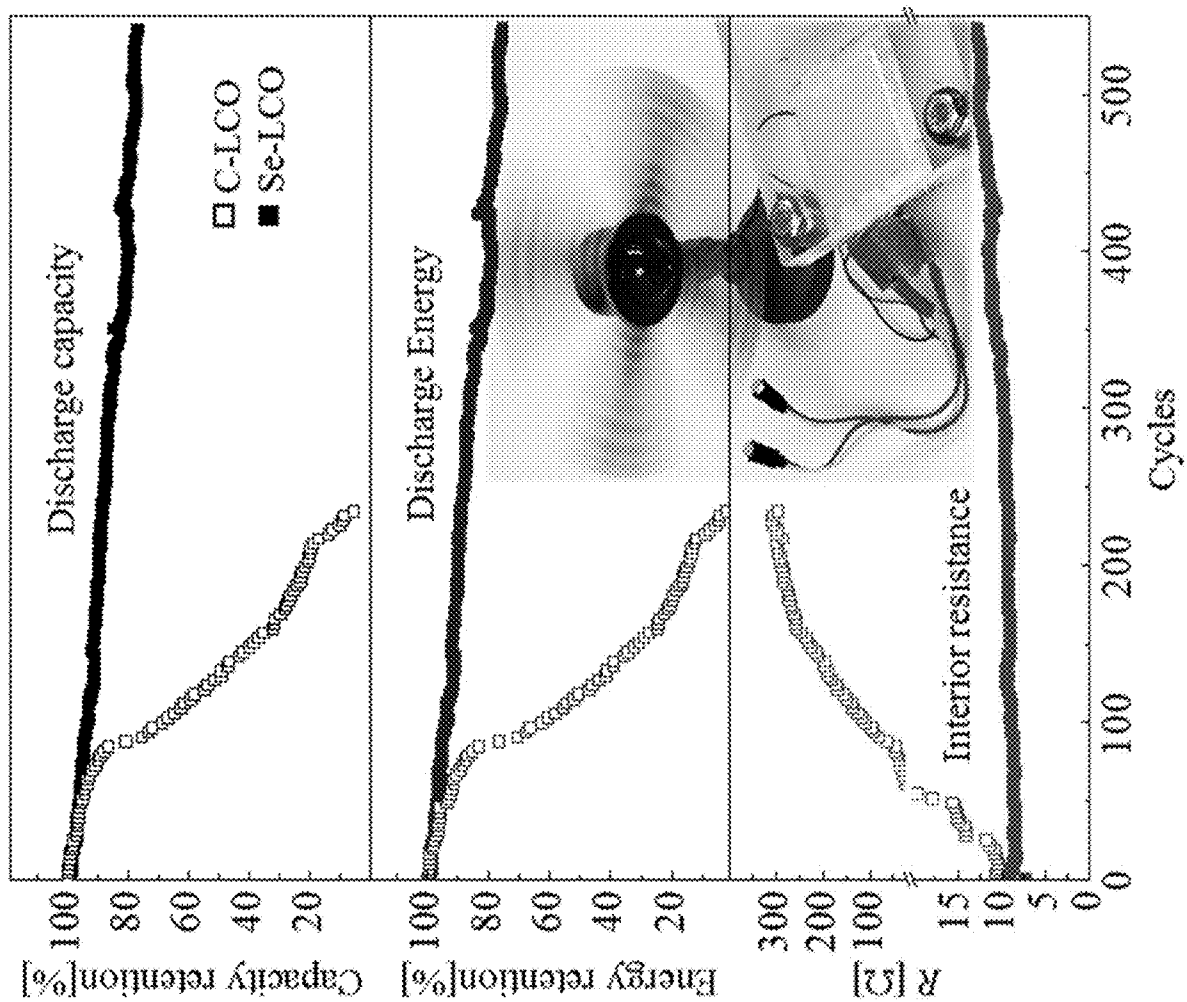 Capacity retention[%]
100
80
60
40
20
Discharge capacity
C-LCO
Se-LCO
Energy retention[%]
100
80
60
40
20
Discharge Energy
R [Ω]
300
200
100
15
10
5
0
Interior resistance
0
100
200
300
400
500
Cycles